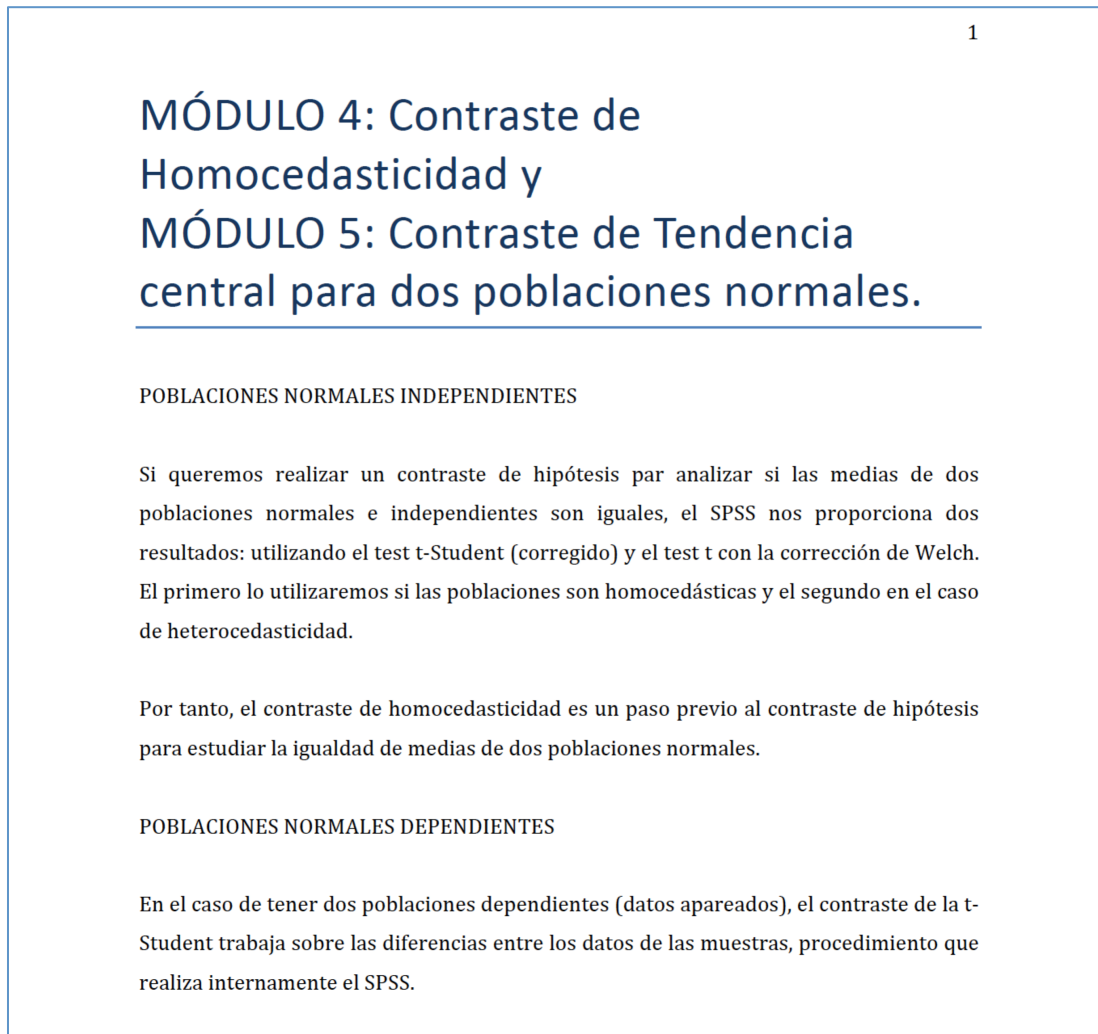 1
MÓDULO 4: Contraste de
Homocedasticidad y
MÓDULO 5: Contraste de Tendencia
central para dos poblaciones normales.
POBLACIONES NORMALES INDEPENDIENTES
Si queremos realizar un contraste de hipótesis par analizar si las medias de dos
poblaciones normales e independientes son iguales, el SPSS nos proporciona dos
resultados: utilizando el test t-Student (corregido) y el test t con la corrección de Welch.
El primero lo utilizaremos si las poblaciones son homocedásticas y el segundo en el caso
de heterocedasticidad.
Por tanto, el contraste de homocedasticidad es un paso previo al contraste de hipótesis
para estudiar la igualdad de medias de dos poblaciones normales.
POBLACIONES NORMALES DEPENDIENTES
En el caso de tener dos poblaciones dependientes (datos apareados), el contraste de la t-
Student trabaja sobre las diferencias entre los datos de las muestras, procedimiento que
realiza internamente el SPSS.